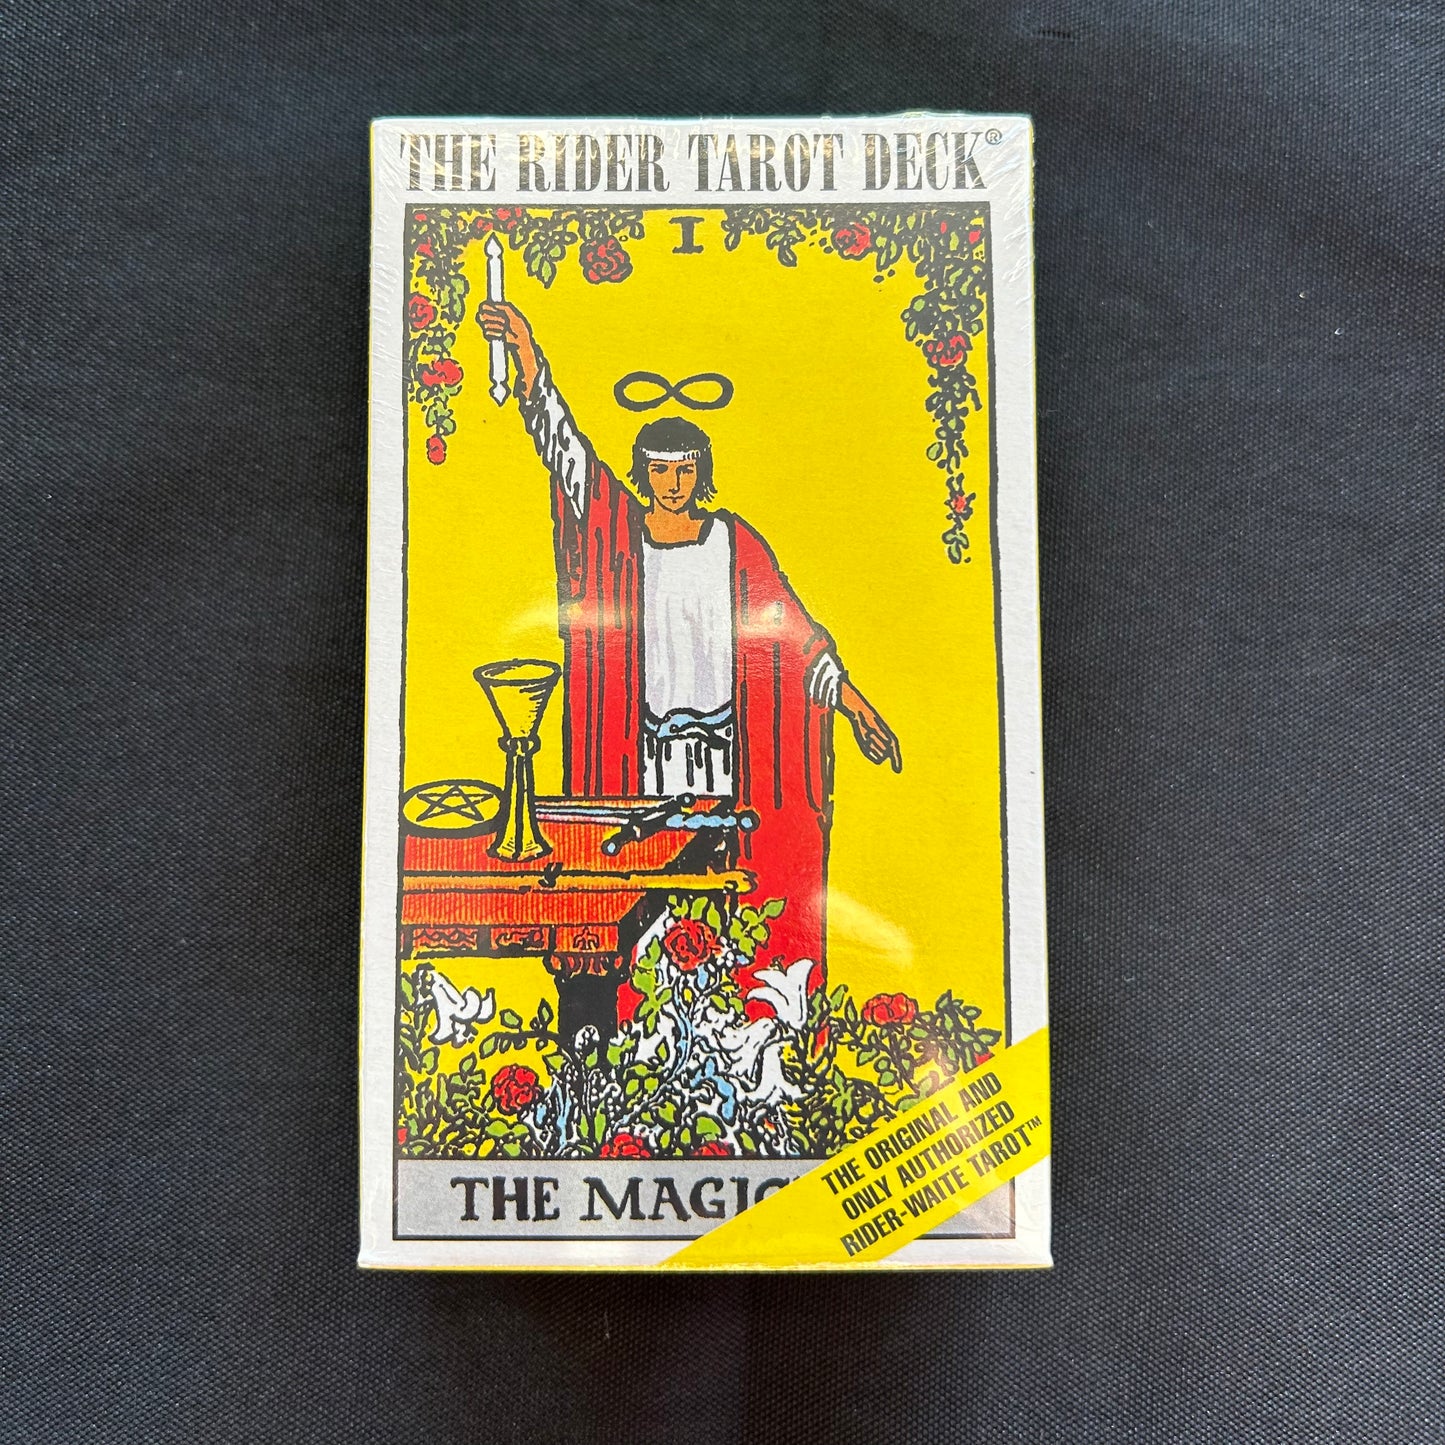 THE RIDER TAROT DECK®
I
THE MAGIC
THE ORIGINAL AND
ONLY AUTHORIZED
RIDER-WAITE TAROT™